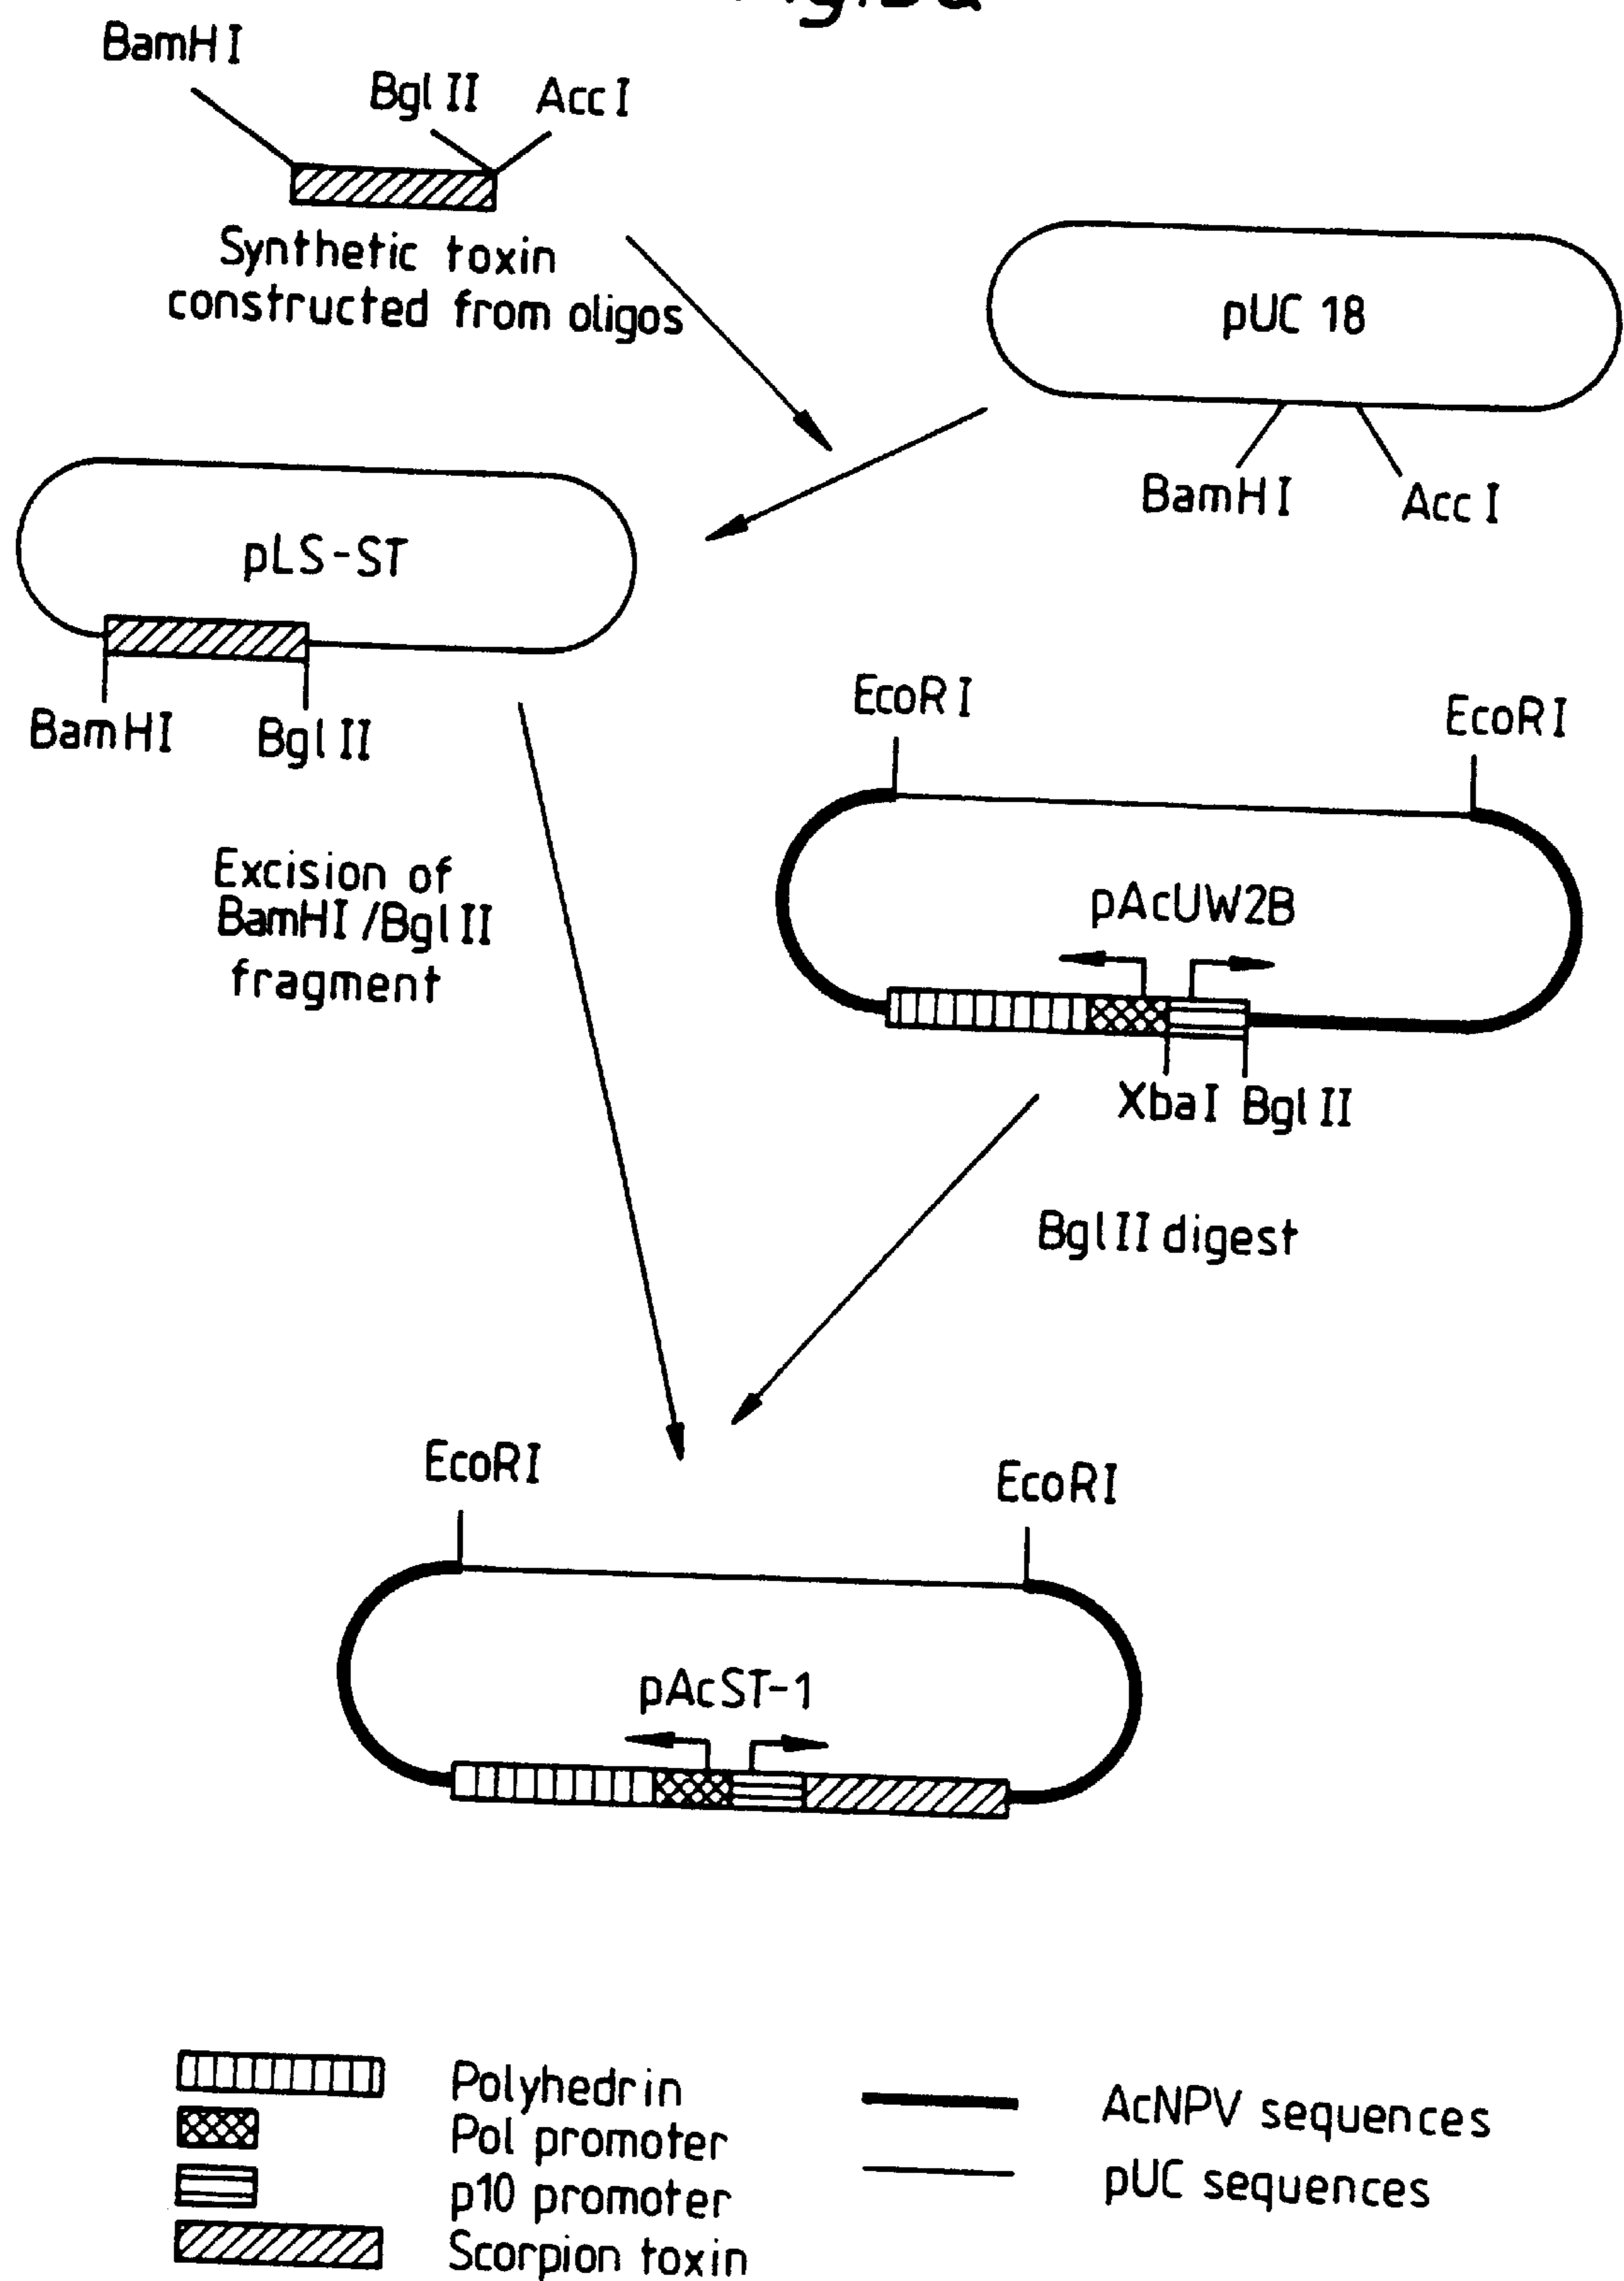 BamHI
BglII AccI
Synthetic toxin
constructed from oligos
pUC 18
BamHI AccI
pLS-ST
BamHI BglII
EcoRI EcoRI
Excision of
BamHI/BglII
fragment
pAcUW2B
XbaI BglII
BglII digest
EcoRI EcoRI
pAcST-1
Polyhedrin
Pol promoter
p10 promoter
Scorpion toxin
AcNPV sequences
pUC sequences